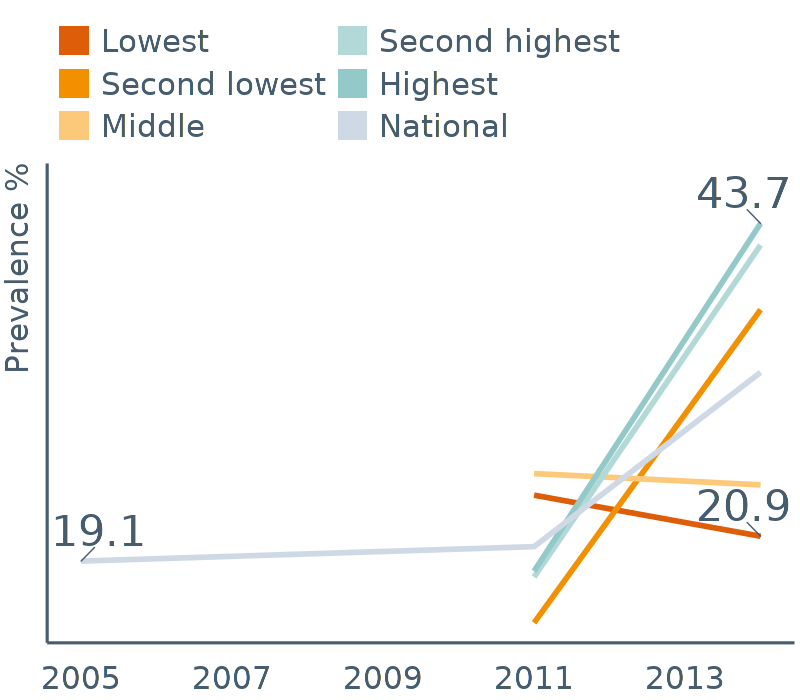 Lowest
Second lowest
Middle
Second highest
Highest
National
Prevalence %
43.7
20.9
19.1
2005 2007 2009 2011 2013